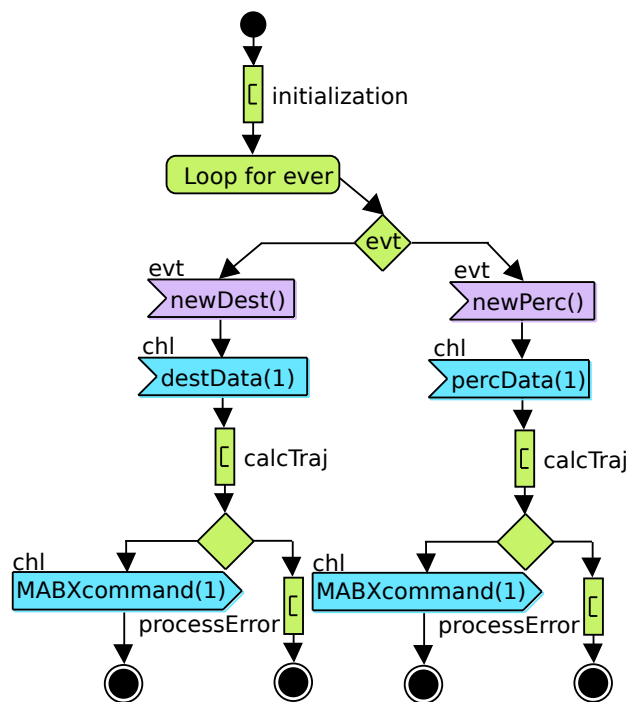 initialization
Loop for ever
evt
evt
newDest()
evt
newPerc()
chl
destData(1)
chl
percData(1)
calcTraj
calcTraj
chl
MABXcommand(1)
chl
MABXcommand(1)
processError
processError